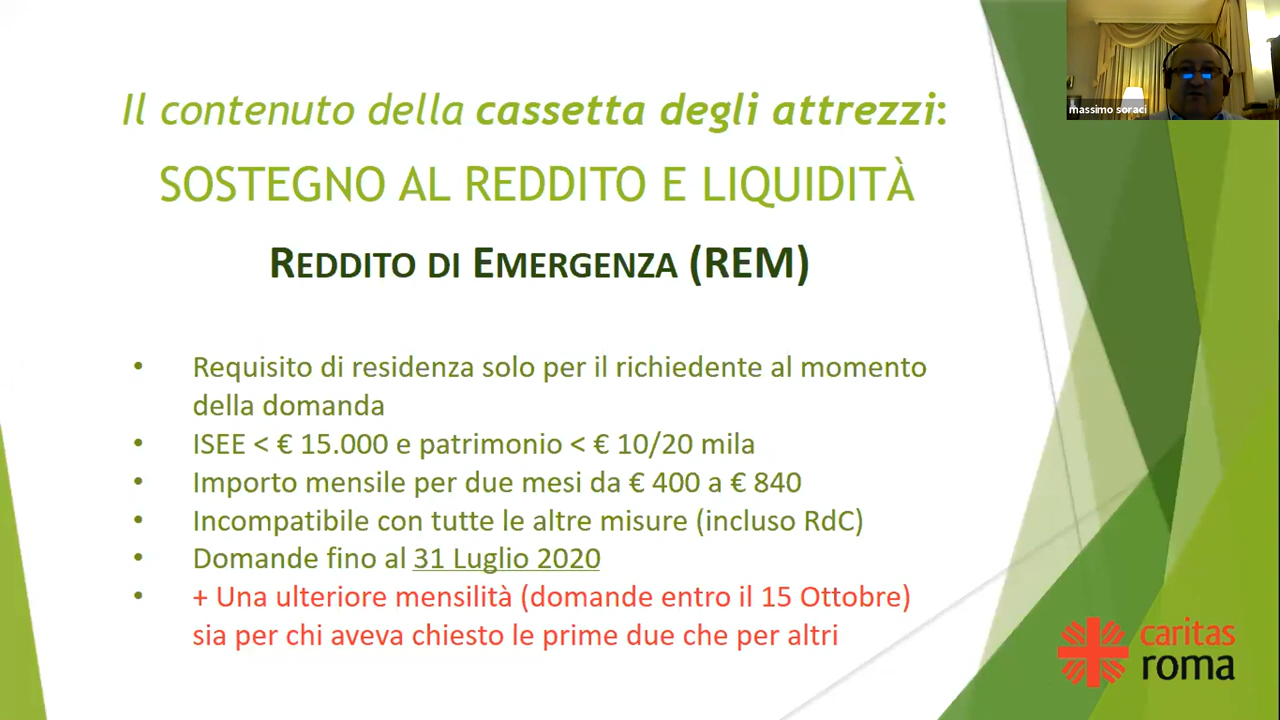 Il contenuto della cassetta degli attrezzi:
SOSTEGNO AL REDDITO E LIQUIDITÀ
REDDITO DI EMERGENZA (REM)
• Requisito di residenza solo per il richiedente al momento
della domanda
• ISEE < € 15.000 e patrimonio < € 10/20 mila
• Importo mensile per due mesi da € 400 a € 840
• Incompatibile con tutte le altre misure (incluso RdC)
• Domande fino al 31 Luglio 2020
• + Una ulteriore mensilità (domande entro il 15 Ottobre)
sia per chi aveva chiesto le prime due che per altri
massimo soraci
caritas
roma